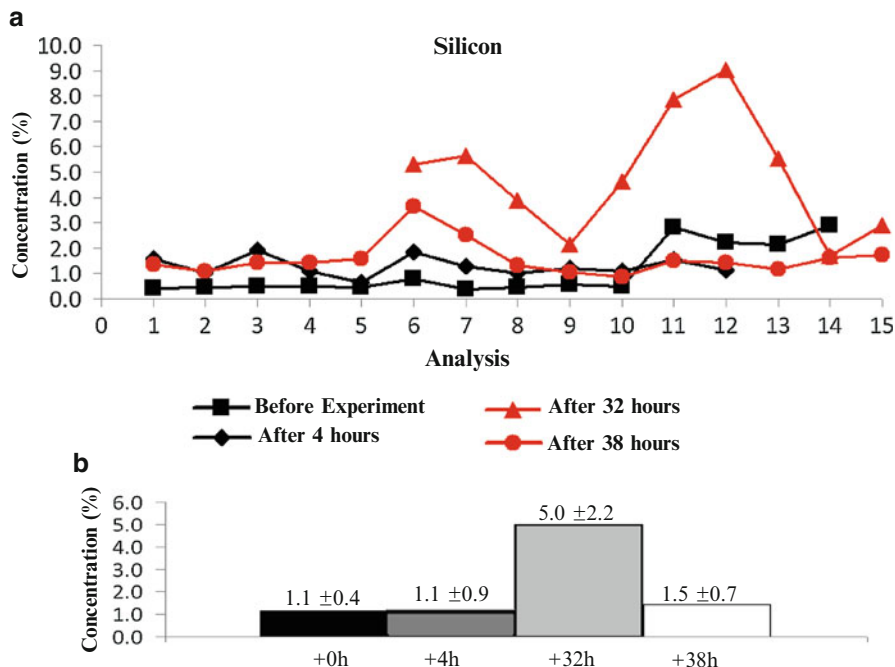 a
Silicon
Concentration (%)
10.0
9.0
8.0
7.0
6.0
5.0
4.0
3.0
2.0
1.0
0.0
0 1 2 3 4 5 6 7 8 9 10 11 12 13 14 15
Analysis
Before Experiment
After 32 hours
After 4 hours
After 38 hours
b
Concentration (%)
6.0
5.0
4.0
3.0
2.0
1.0
0.0
1.1 ±0.4
1.1 ±0.9
5.0 ±2.2
1.5 ±0.7
+0h +4h +32h +38h